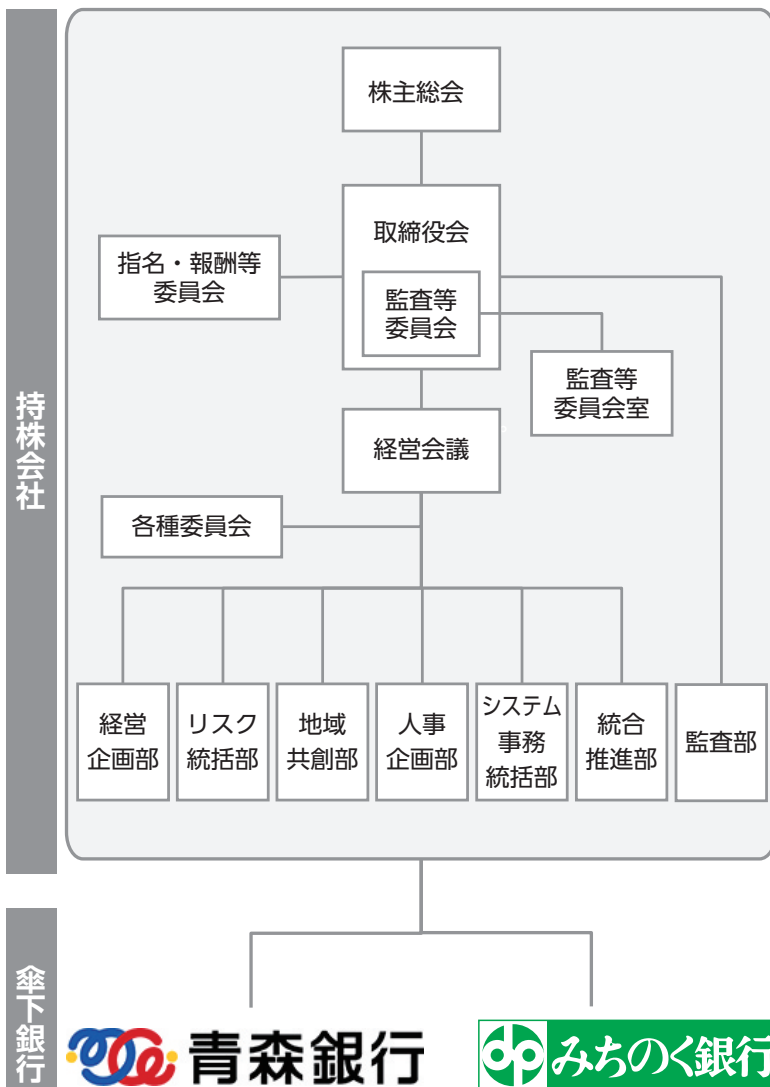 持株会社
株主総会
取締役会
指名・報酬等
委員会
監査等
委員会
監査等
委員会室
経営会議
各種委員会
経営
企画部
リスク
統括部
地域
共創部
人事
企画部
システム
事務
統括部
統合
推進部
監査部
傘下銀行
青森銀行
みちのく銀行